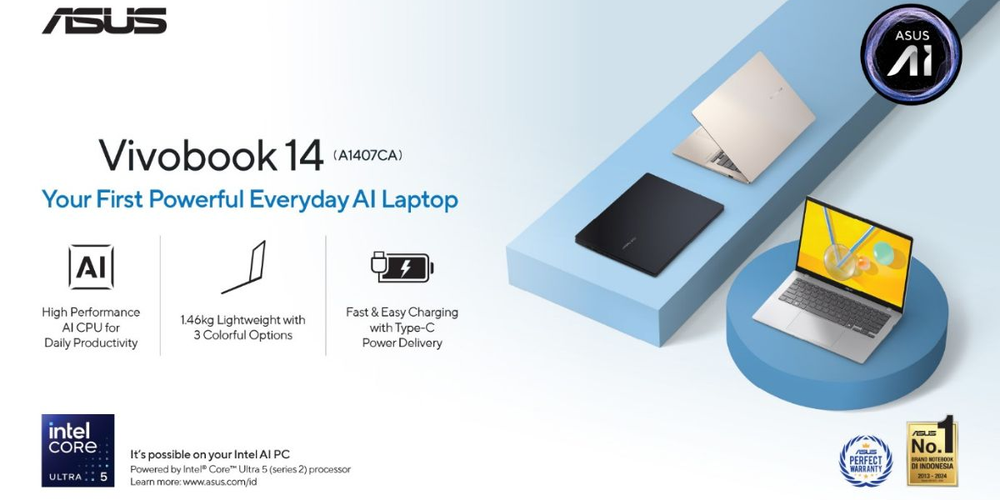 ASUS
ASUS
AI
Vivobook 14 (A1407CA)
Your First Powerful Everyday AI Laptop
AI
High Performance
AI CPU for
Daily Productivity
1.46kg Lightweight with
3 Colorful Options
Fast & Easy Charging
with Type-C
Power Delivery
intel
CORE
ULTRA 5
It's possible on your Intel AI PC
Powered by Intel® Core™ Ultra 5 (series 2) processor
Learn more: www.asus.com/id
ASUS
PERFECT
WARRANTY
ASUS
No.1
BRAND NOTEBOOK
DI INDONESIA
2013 - 2024